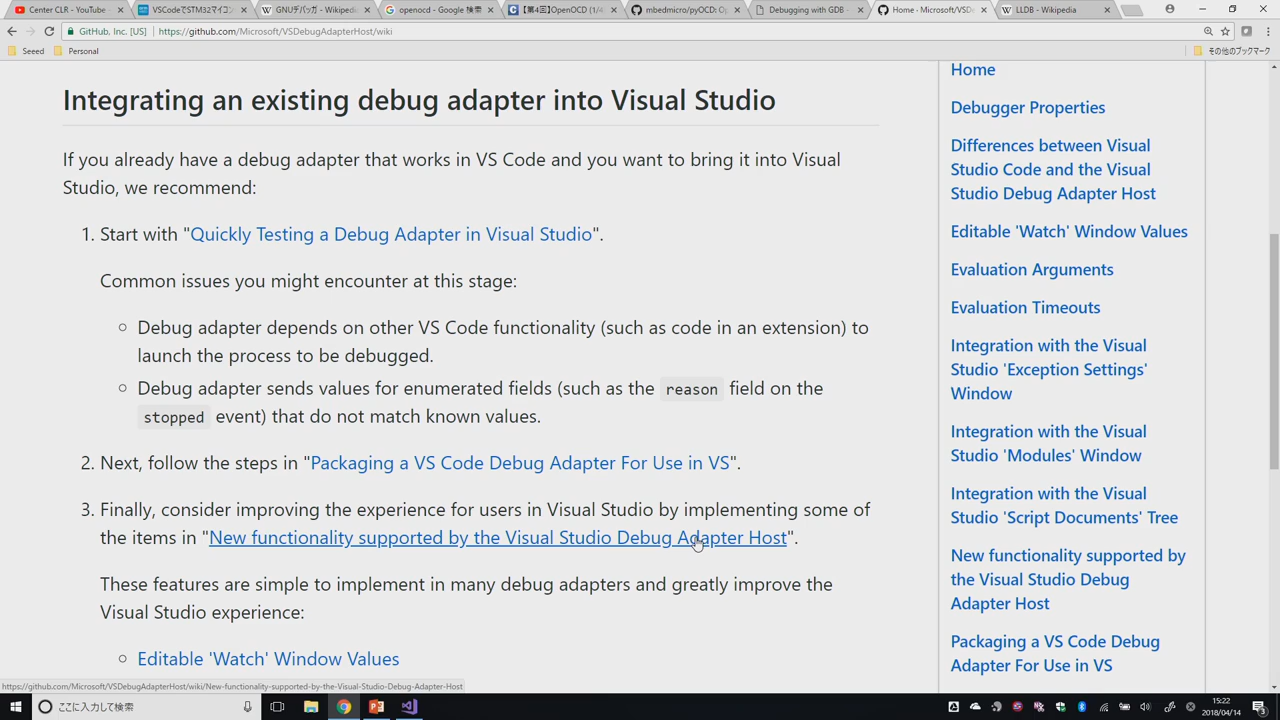 Center CLR - YouTube
VSCodeでSTM32マイコン
GNUデバッガ - Wikipedia
openocd - Google 検索
【第4回】OpenOCD (1/4
mbedmicro/pyOCD: Op
Debugging with GDB
Home · Microsoft/VSDe
LLDB - Wikipedia
GitHub, Inc. [US]
https://github.com/Microsoft/VSDebugAdapterHost/wiki
Seeed
Personal
その他のブックマーク
Integrating an existing debug adapter into Visual Studio
If you already have a debug adapter that works in VS Code and you want to bring it into Visual
Studio, we recommend:
1. Start with "Quickly Testing a Debug Adapter in Visual Studio".
Common issues you might encounter at this stage:
Debug adapter depends on other VS Code functionality (such as code in an extension) to
launch the process to be debugged.
Debug adapter sends values for enumerated fields (such as the reason field on the
stopped event) that do not match known values.
2. Next, follow the steps in "Packaging a VS Code Debug Adapter For Use in VS".
3. Finally, consider improving the experience for users in Visual Studio by implementing some of
the items in "New functionality supported by the Visual Studio Debug Adapter Host".
These features are simple to implement in many debug adapters and greatly improve the
Visual Studio experience:
Editable 'Watch' Window Values
Home
Debugger Properties
Differences between Visual
Studio Code and the Visual
Studio Debug Adapter Host
Editable 'Watch' Window Values
Evaluation Arguments
Evaluation Timeouts
Integration with the Visual
Studio 'Exception Settings'
Window
Integration with the Visual
Studio 'Modules' Window
Integration with the Visual
Studio 'Script Documents' Tree
New functionality supported by
the Visual Studio Debug
Adapter Host
Packaging a VS Code Debug
Adapter For Use in VS
https://github.com/Microsoft/VSDebugAdapterHost/wiki/New-functionality-supported-by-the-Visual-Studio-Debug-Adapter-Host
ここに入力して検索
15:22
2018/04/14
3